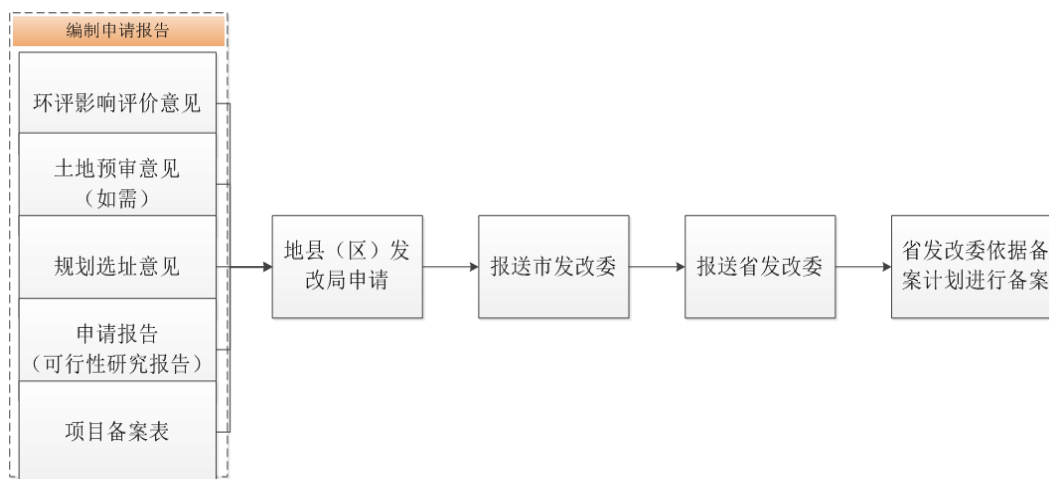 编制申请报告
环评影响评价意见
土地预审意见
（如需）
规划选址意见
申请报告
（可行性研究报告）
项目备案表
地县（区）发
改局申请
报送市发改委
报送省发改委
省发改委依据备
案计划进行备案